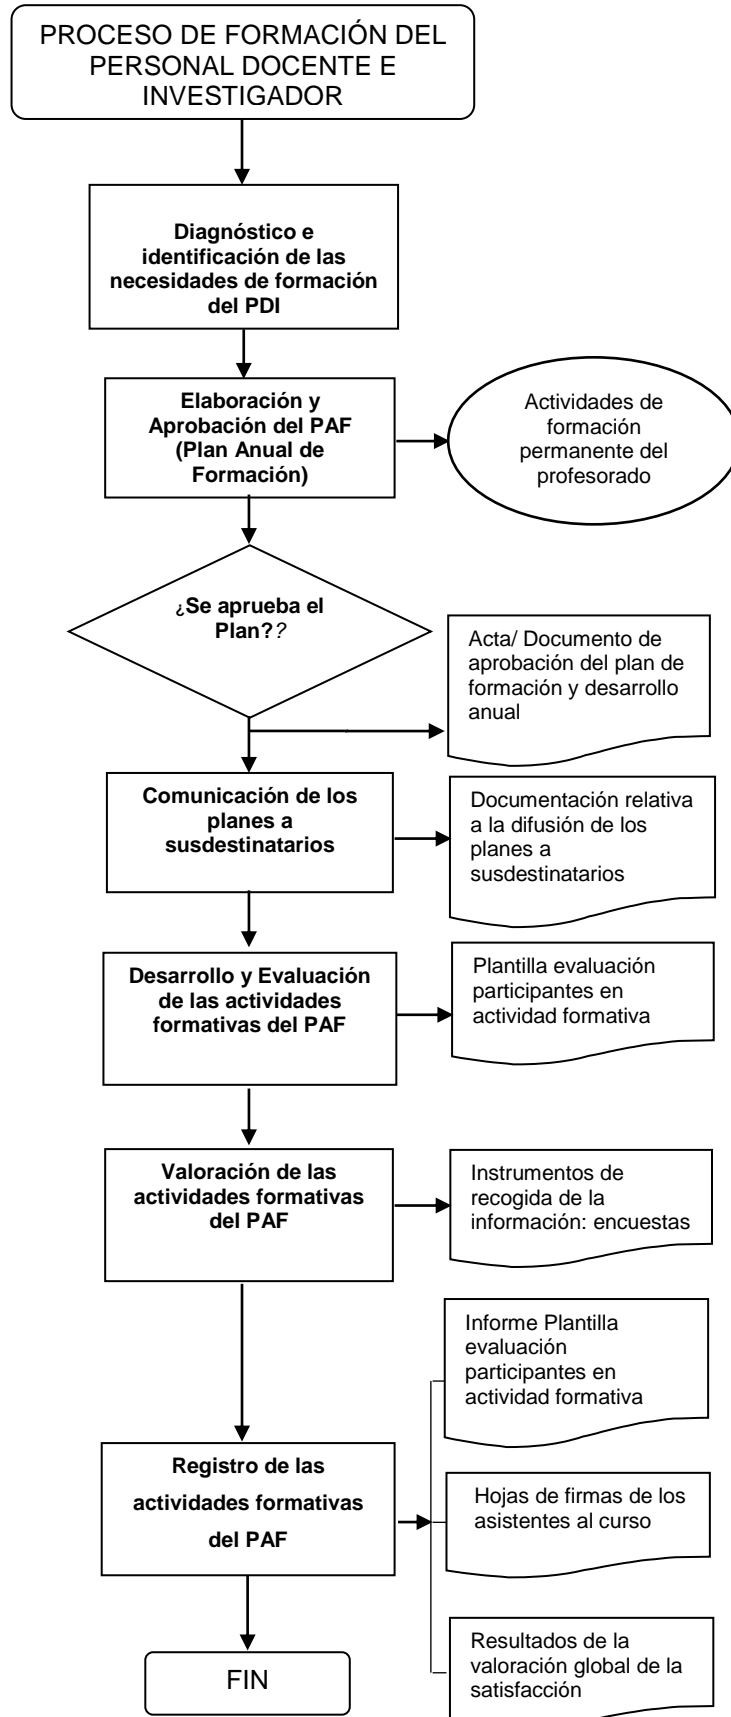 PROCESO DE FORMACIÓN DEL
PERSONAL DOCENTE E
INVESTIGADOR
Diagnóstico e
identificación de las
necesidades de formación
del PDI
Elaboración y
Aprobación del PAF
(Plan Anual de
Formación)
Actividades de
formación
permanente del
profesorado
¿Se aprueba el
Plan??
Acta/ Documento de
aprobación del plan de
formación y desarrollo
anual
Comunicación de los
planes a
susdestinatarios
Documentación relativa
a la difusión de los
planes a
susdestinatarios
Desarrollo y Evaluación
de las actividades
formativas del PAF
Plantilla evaluación
participantes en
actividad formativa
Valoración de las
actividades formativas
del PAF
Instrumentos de
recogida de la
información: encuestas
Informe Plantilla
evaluación
participantes en
actividad formativa
Registro de las
actividades formativas
del PAF
Hojas de firmas de los
asistentes al curso
Resultados de la
valoración global de la
satisfacción
FIN